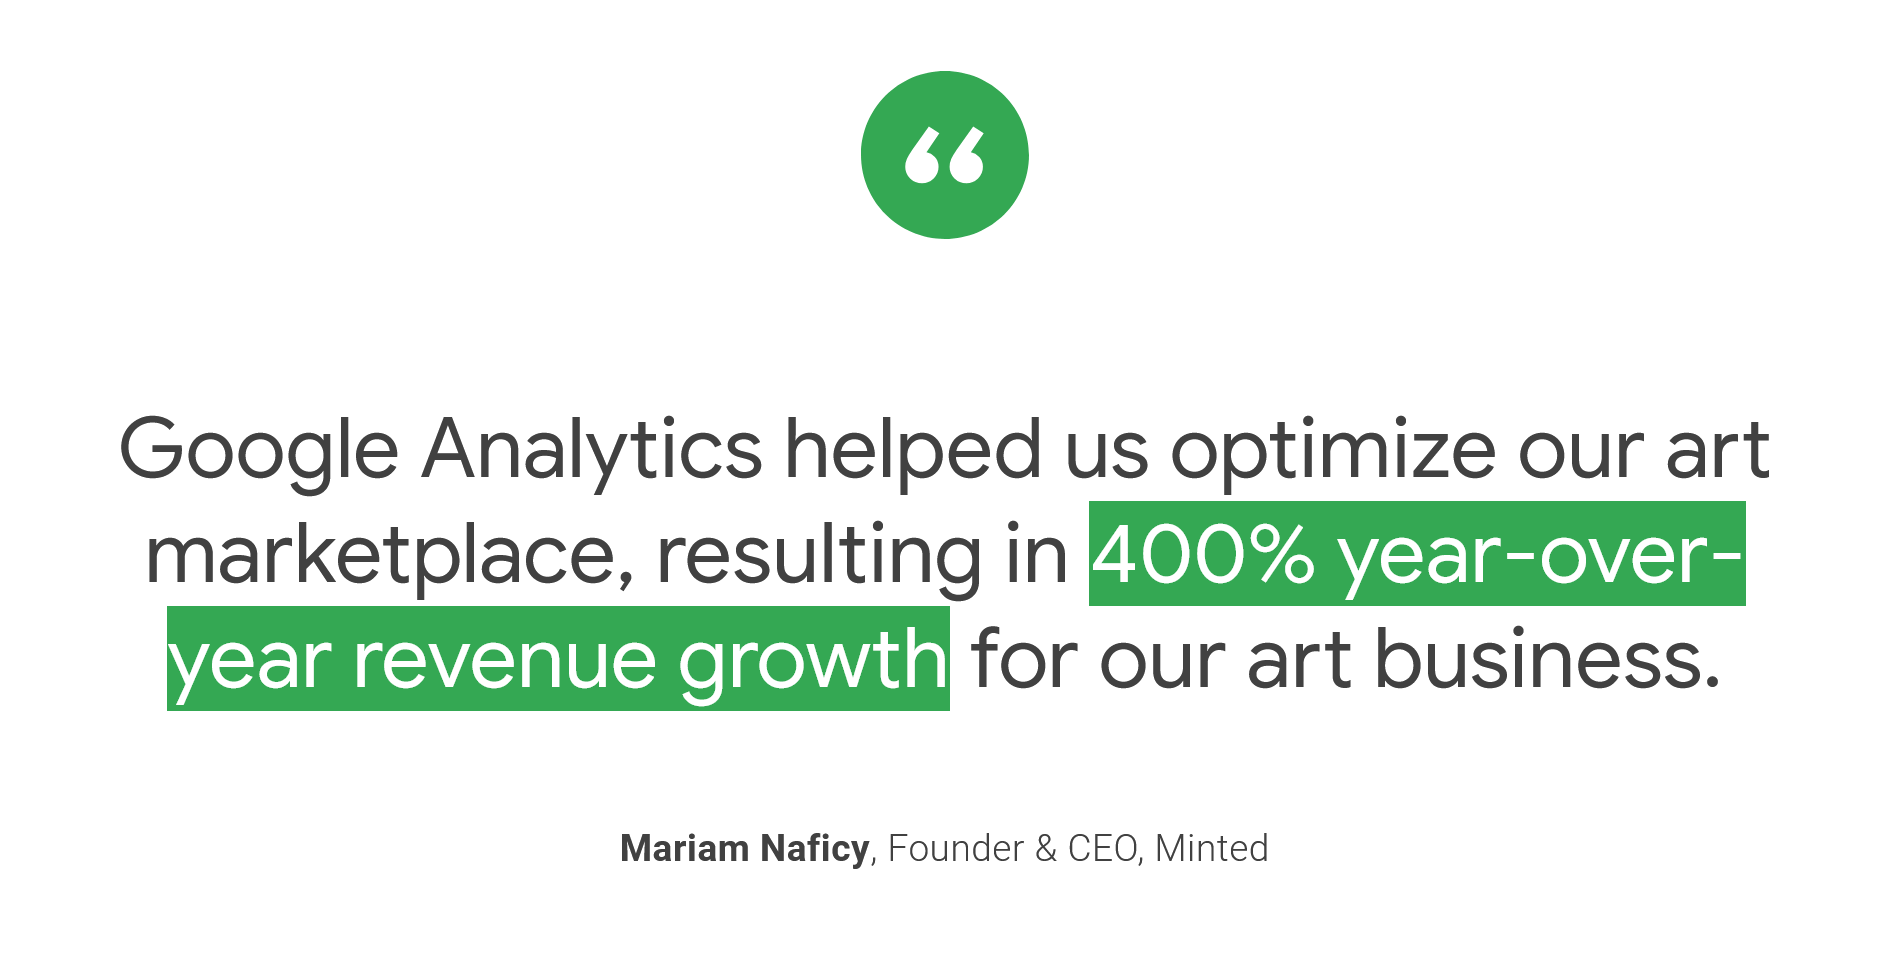 “
Google Analytics helped us optimize our art
marketplace, resulting in 400% year-over-
year revenue growth for our art business.
Mariam Naficy, Founder & CEO, Minted